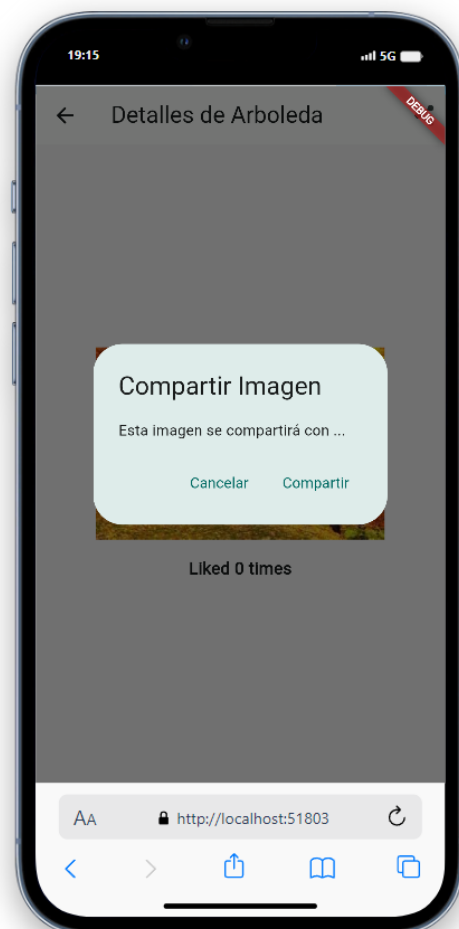 19:15
5G
Detalles de Arboleda
DEBUG
Compartir Imagen
Esta imagen se compartirá con ...
Cancelar
Compartir
Liked 0 times
AA
http://localhost:51803